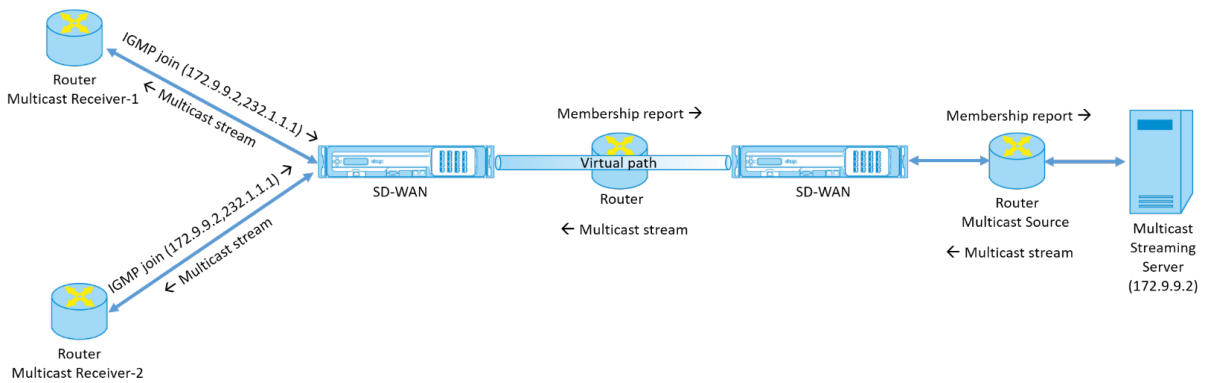 Router
Multicast Receiver-1
IGMP join (172.9.9.2,232.1.1.1) →
← Multicast stream
IGMP join (172.9.9.2,232.1.1.1) →
← Multicast stream
Router
Multicast Receiver-2
SD-WAN
Membership report →
Virtual path
Router
← Multicast stream
SD-WAN
Membership report →
Router
Multicast Source
← Multicast stream
Multicast
Streaming
Server
(172.9.9.2)